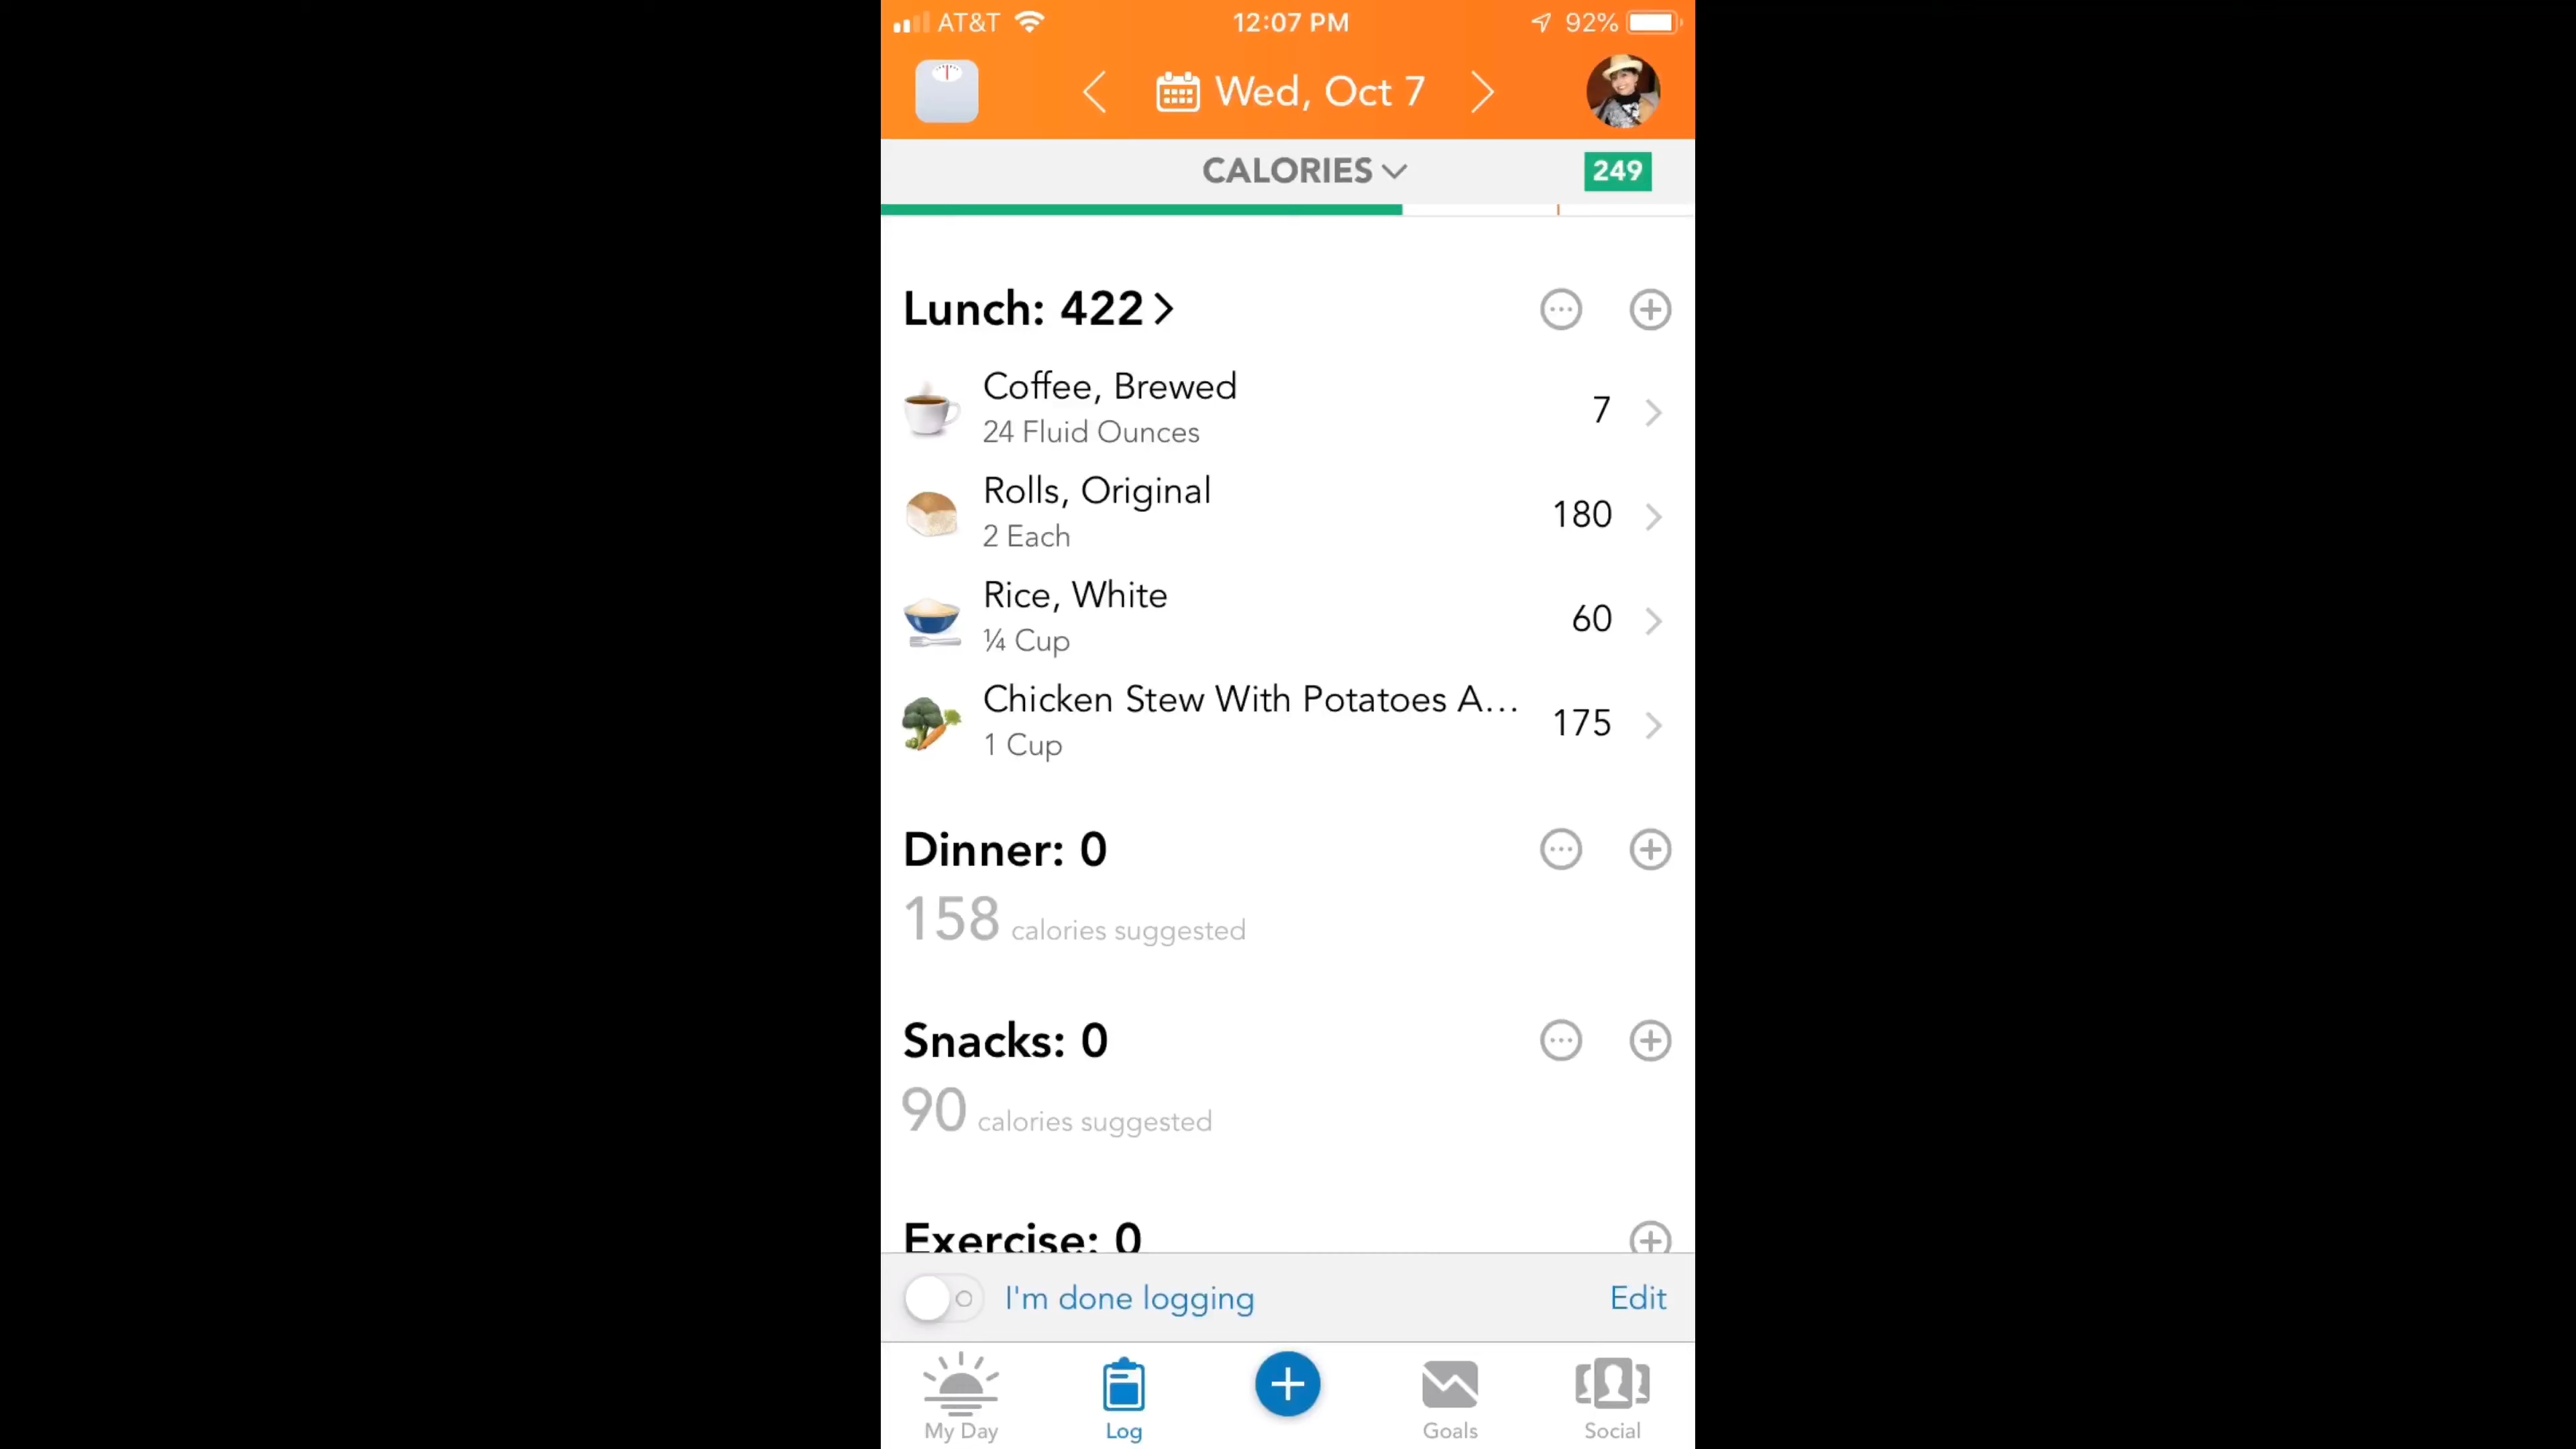 AT&T 12:07 PM 92%
Wed, Oct 7
CALORIES 249
Lunch: 422
Coffee, Brewed
24 Fluid Ounces
7
Rolls, Original
2 Each
180
Rice, White
¼ Cup
60
Chicken Stew With Potatoes A...
1 Cup
175
Dinner: 0
158 calories suggested
Snacks: 0
90 calories suggested
Exercise: 0
I'm done logging Edit
My Day Log Goals Social